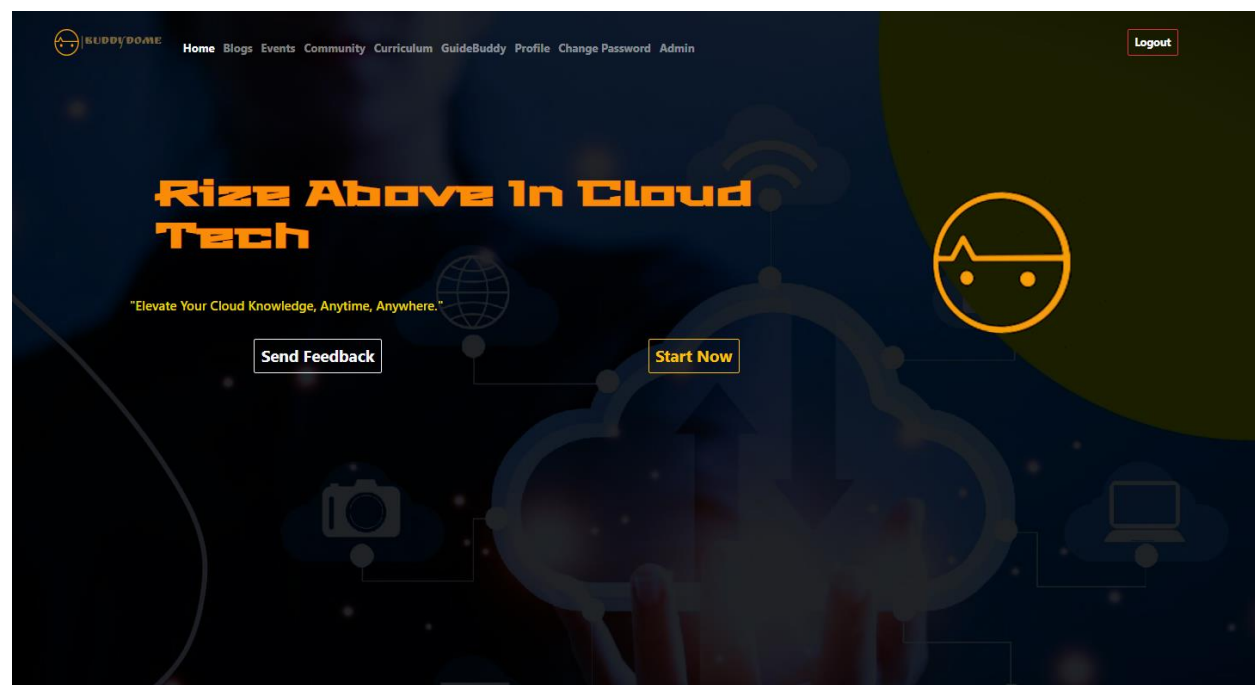 BUDDYDOME
Home Blogs Events Community Curriculum GuideBuddy Profile Change Password Admin
Logout
Rize Above In Cloud
Tech
"Elevate Your Cloud Knowledge, Anytime, Anywhere."
Send Feedback
Start Now